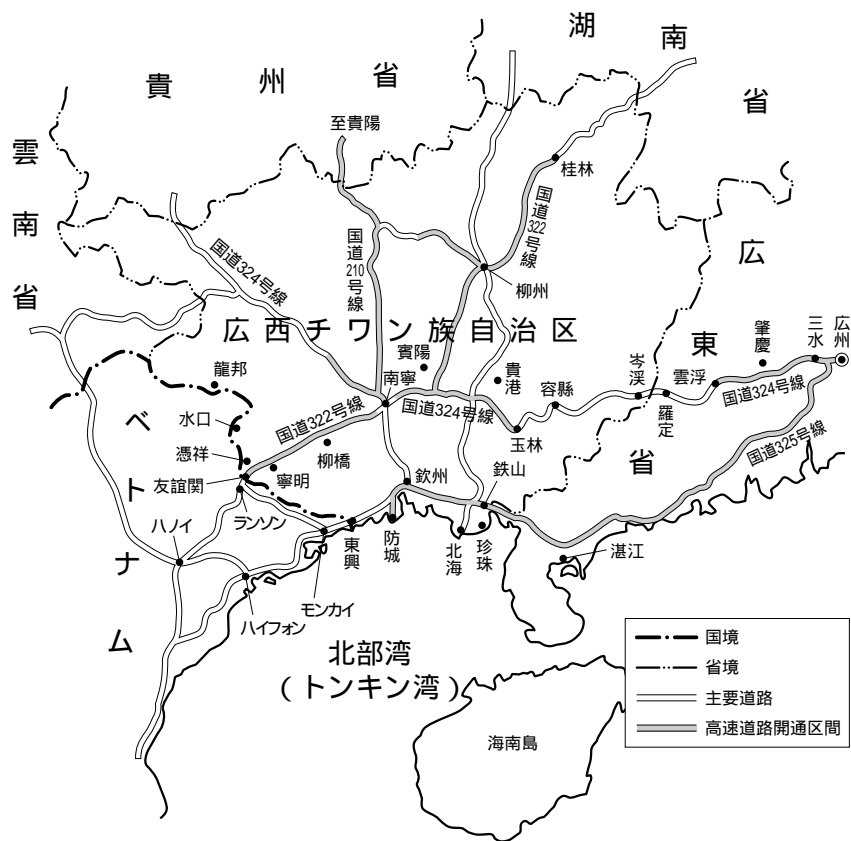 湖南省
貴州省
雲南省
至貴陽
桂林
国道322号線
国道210号線
国道324号線
柳州
広東省
広西チワン族自治区
賓陽
貴港
龍邦
南寧
国道324号線
容縣
岑渓
羅定
雲浮
肇慶
三水
広州
国道324号線
国道325号線
水口
国道322号線
憑祥
寧明
柳橋
玉林
友誼関
ベトナム
ランソン
欽州
鉄山
ハノイ
東興
防城
北海
珍珠
湛江
ハイフォン
モンカイ
北部湾
(トンキン湾)
海南島
国境
省境
主要道路
高速道路開通区間